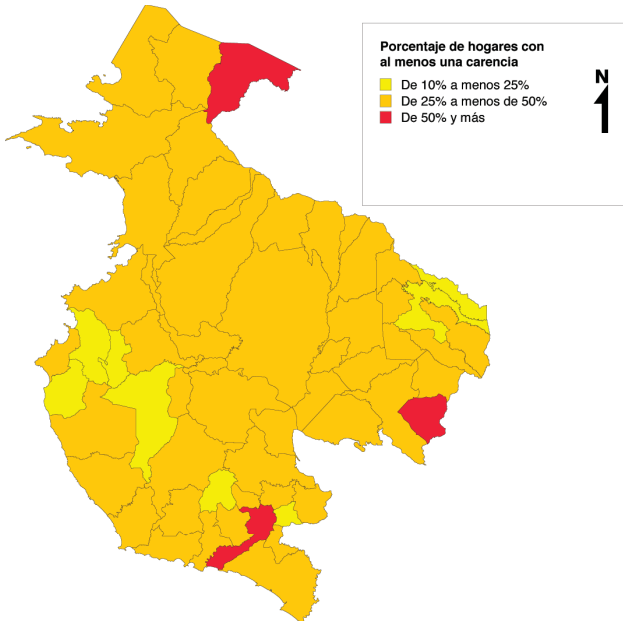 Porcentaje de hogares con
al menos una carencia
De 10% a menos 25%
De 25% a menos de 50%
De 50% y más
N